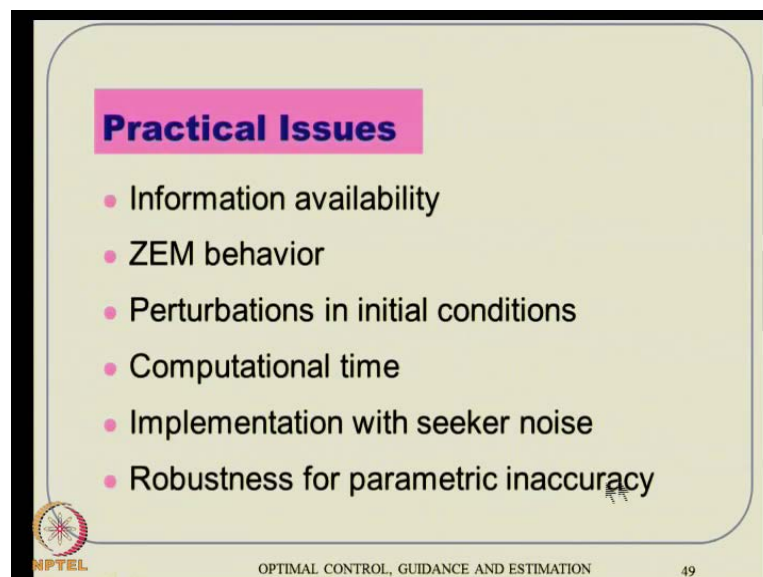 Practical Issues
Information availability
ZEM behavior
Perturbations in initial conditions
Computational time
Implementation with seeker noise
Robustness for parametric inaccuracy
NPTEL
OPTIMAL CONTROL, GUIDANCE AND ESTIMATION 49